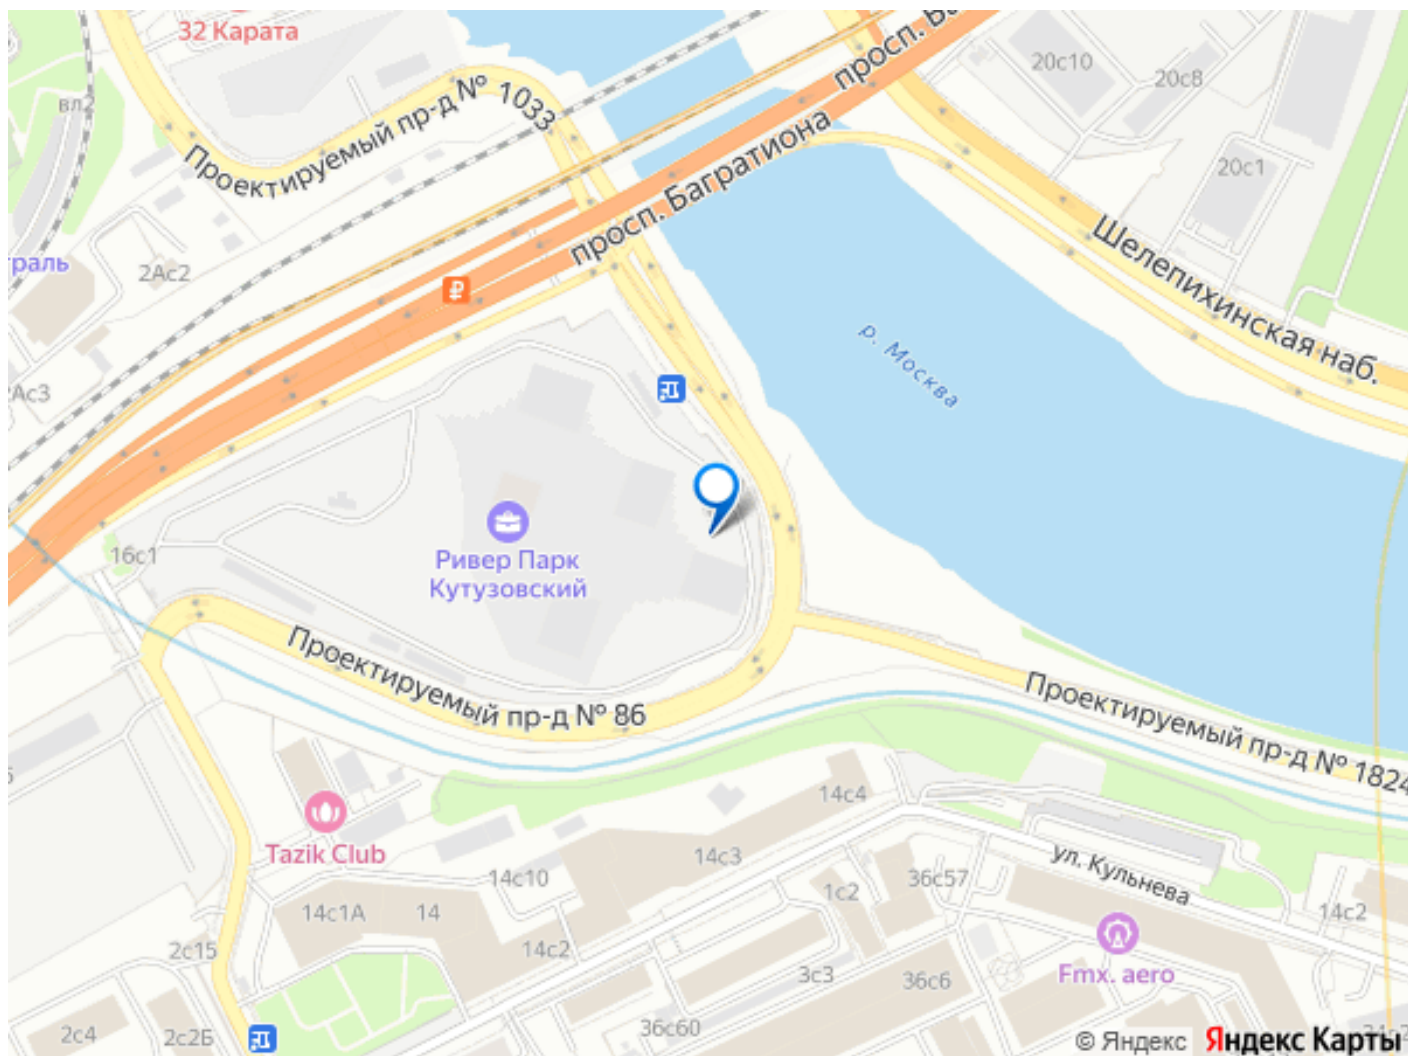 32 Карата
просп. Ба
20с10
20с8
вл2
Проектируемый пр-д № 1033
просп. Багратиона
20с1
Шелепихинская наб.
граль
2Ас2
₽
р. Москва
2Ас3
16с1
Ривер Парк
Кутузовский
Проектируемый пр-д № 86
Проектируемый пр-д № 1824
14с4
Tazik Club
14с3
ул. Кульнева
14с10
1с2
36с57
14с1А
14
14с2
14с2
2с15
Fmx. aero
3с3
36с6
2с4
2с2Б
36с60
© Яндекс
Яндекс Карты